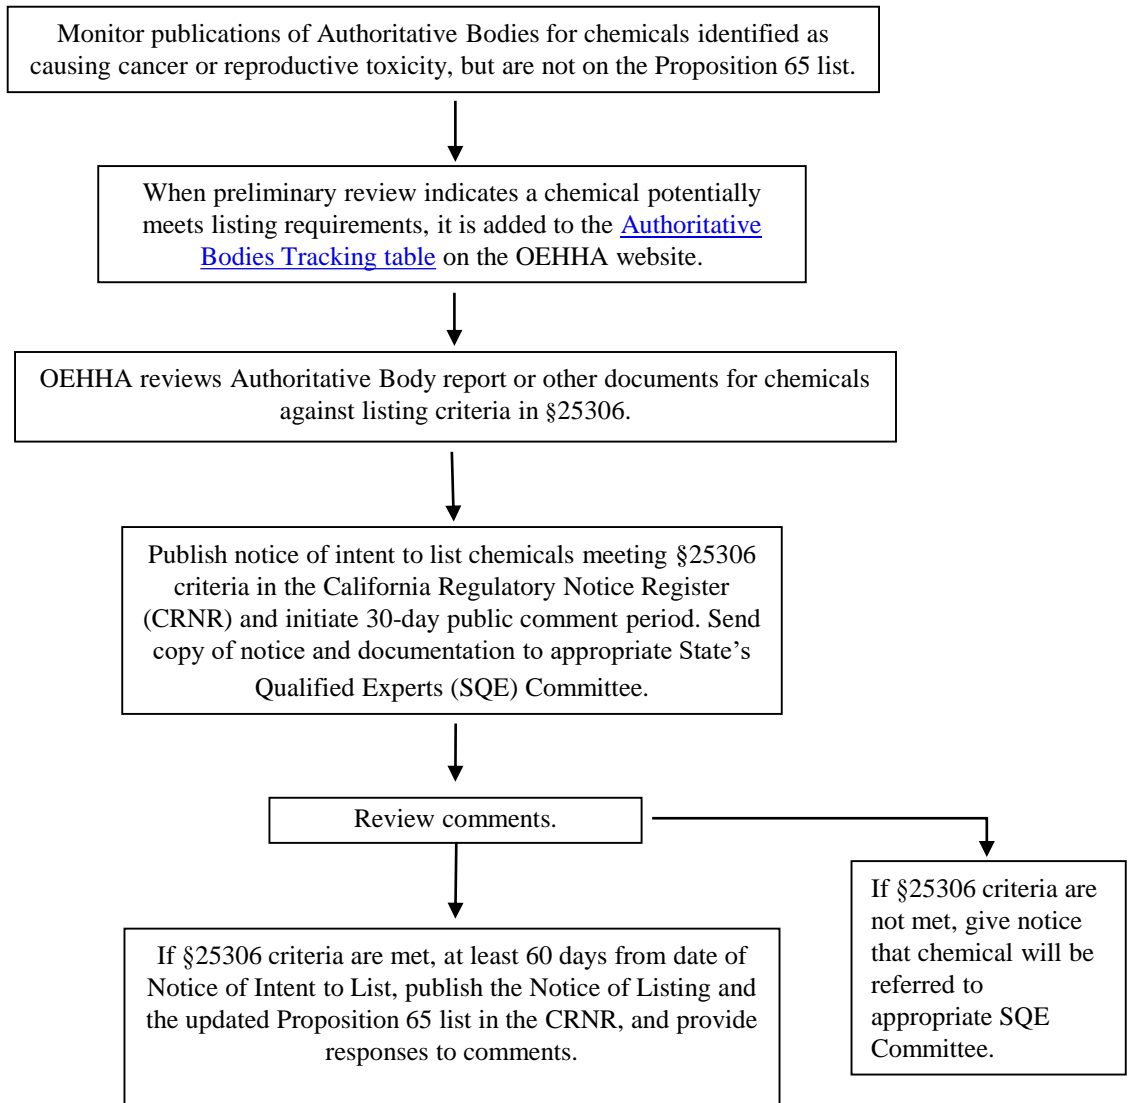 Monitor publications of Authoritative Bodies for chemicals identified as
causing cancer or reproductive toxicity, but are not on the Proposition 65 list.
When preliminary review indicates a chemical potentially
meets listing requirements, it is added to the Authoritative
Bodies Tracking table on the OEHHA website.
OEHHA reviews Authoritative Body report or other documents for chemicals
against listing criteria in §25306.
Publish notice of intent to list chemicals meeting §25306
criteria in the California Regulatory Notice Register
(CRNR) and initiate 30-day public comment period. Send
copy of notice and documentation to appropriate State’s
Qualified Experts (SQE) Committee.
Review comments.
If §25306 criteria are met, at least 60 days from date of
Notice of Intent to List, publish the Notice of Listing and
the updated Proposition 65 list in the CRNR, and provide
responses to comments.
If §25306 criteria are
not met, give notice
that chemical will be
referred to
appropriate SQE
Committee.